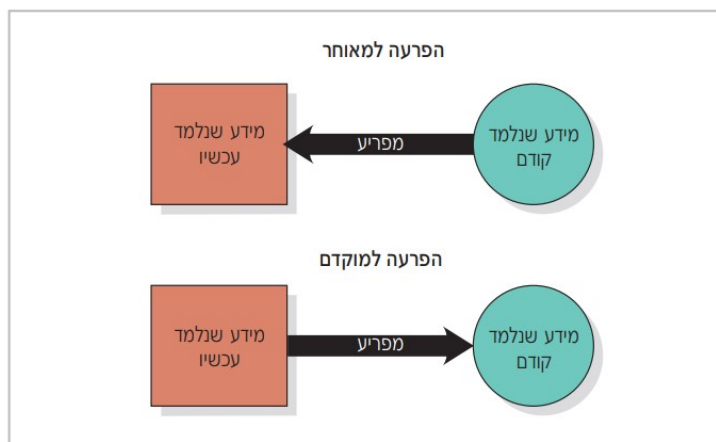 הפרעה למאוחר
מידע שנלמד
קודם
מפריע
מידע שנלמד
עכשיו
הפרעה למוקדם
מידע שנלמד
קודם
מפריע
מידע שנלמד
עכשיו